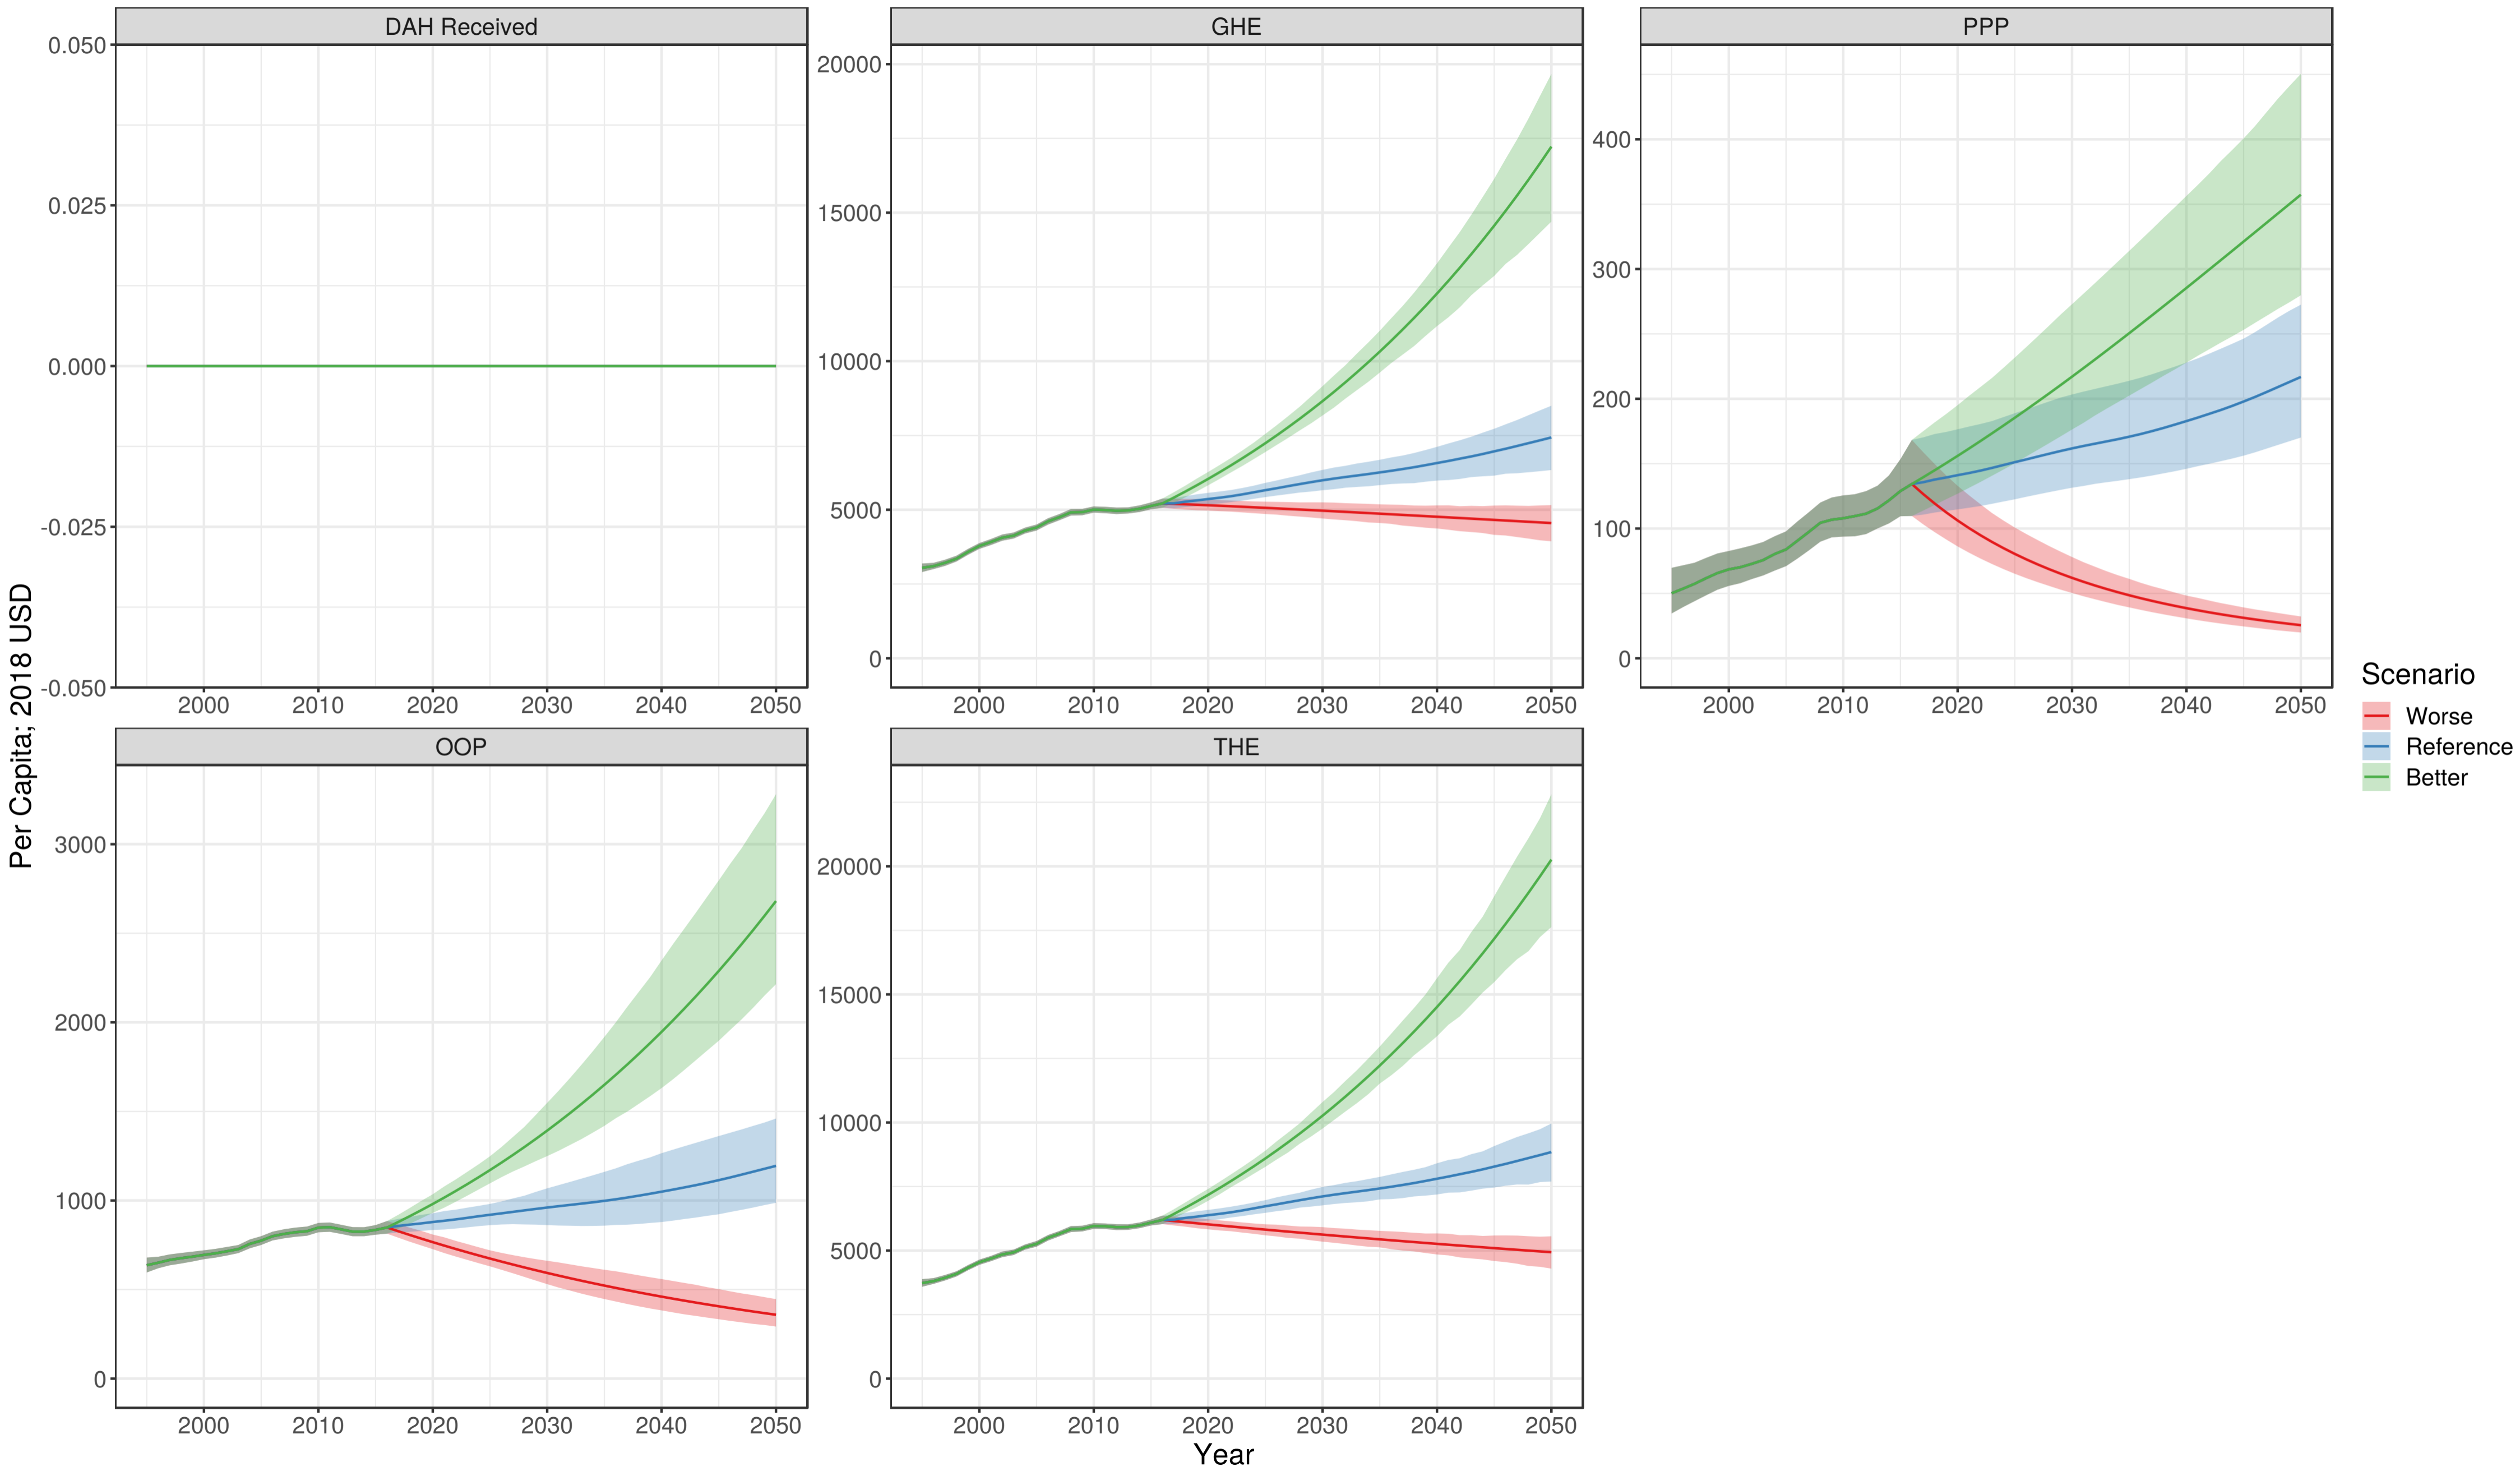 DAH Received
GHE
PPP
0.050
0.025
0.000
-0.025
-0.050
20000
15000
10000
5000
0
400
300
200
100
0
2000 2010 2020 2030 2040 2050
2000 2010 2020 2030 2040 2050
2000 2010 2020 2030 2040 2050
OOP
THE
3000
2000
1000
0
20000
15000
10000
5000
0
2000 2010 2020 2030 2040 2050
2000 2010 2020 2030 2040 2050
Per Capita; 2018 USD
Year
Scenario
Worse
Reference
Better